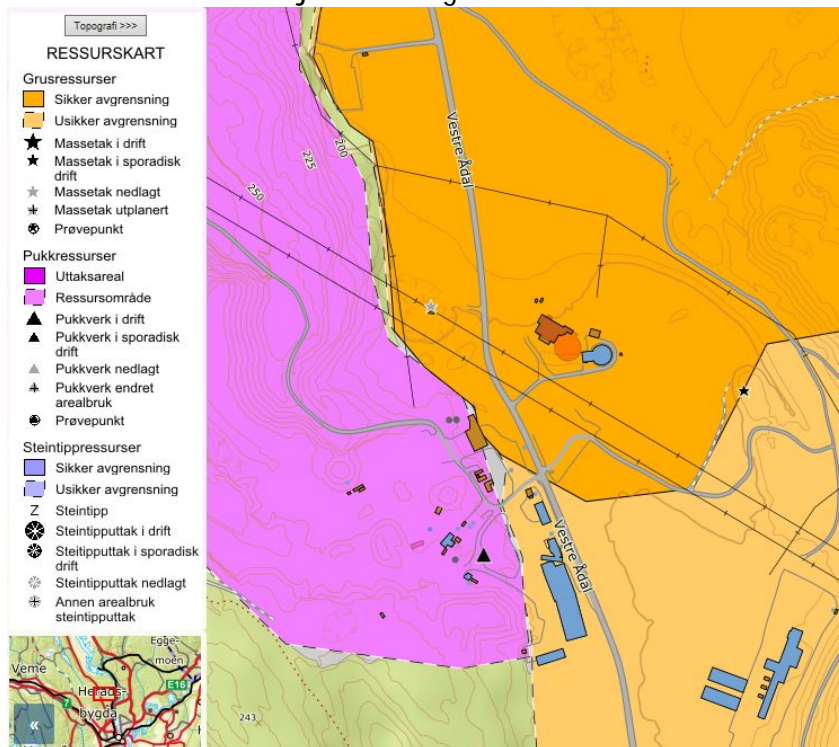 Topografi >>>
RESSURSKART
Grusressurser
Sikker avgrensning
Usikker avgrensning
Massetak i drift
Massetak i sporadisk
drift
Massetak nedlagt
Massetak utplanert
Prøvepunkt
Pukkressurser
Uttaksareal
Ressursområde
Pukkverk i drift
Pukkverk i sporadisk
drift
Pukkverk nedlagt
Pukkverk endret
arealbruk
Prøvepunkt
Steintippressurser
Sikker avgrensning
Usikker avgrensning
Z Steintipp
Steintipputtak i drift
Steitipputtak i sporadisk
drift
Steintipputtak nedlagt
Annen arealbruk
steintipputtak
Egge-
moen
Veme
E16
Herads-
bygda
7
«
200
225
250
Vestre Ådal
Vestre Ådal
243